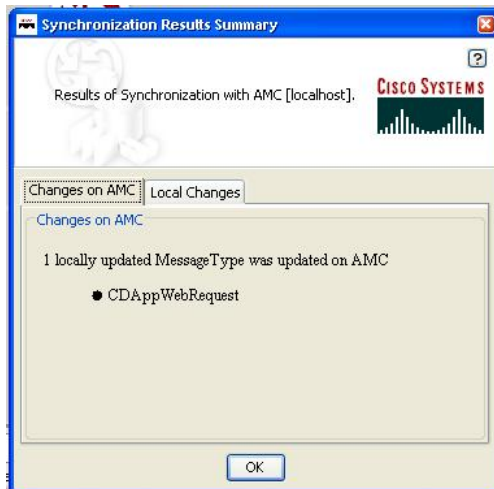 Synchronization Results Summary
?
Results of Synchronization with AMC [localhost].
CISCO SYSTEMS
Changes on AMC
Local Changes
Changes on AMC
1 locally updated MessageType was updated on AMC
CDAppWebRequest
OK